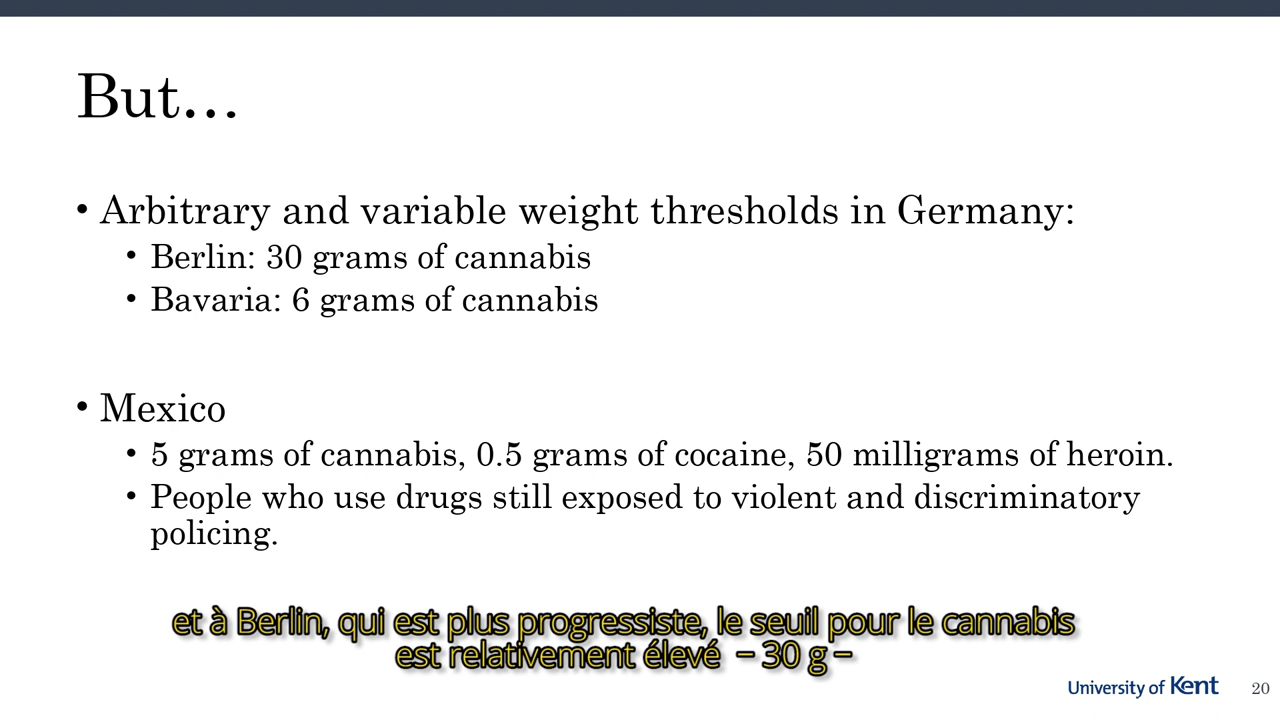 But…
• Arbitrary and variable weight thresholds in Germany:
• Berlin: 30 grams of cannabis
• Bavaria: 6 grams of cannabis
• Mexico
• 5 grams of cannabis, 0.5 grams of cocaine, 50 milligrams of heroin.
• People who use drugs still exposed to violent and discriminatory
policing.
et à Berlin, qui est plus progressiste, le seuil pour le cannabis
est relativement élevé – 30 g –
University of Kent
20